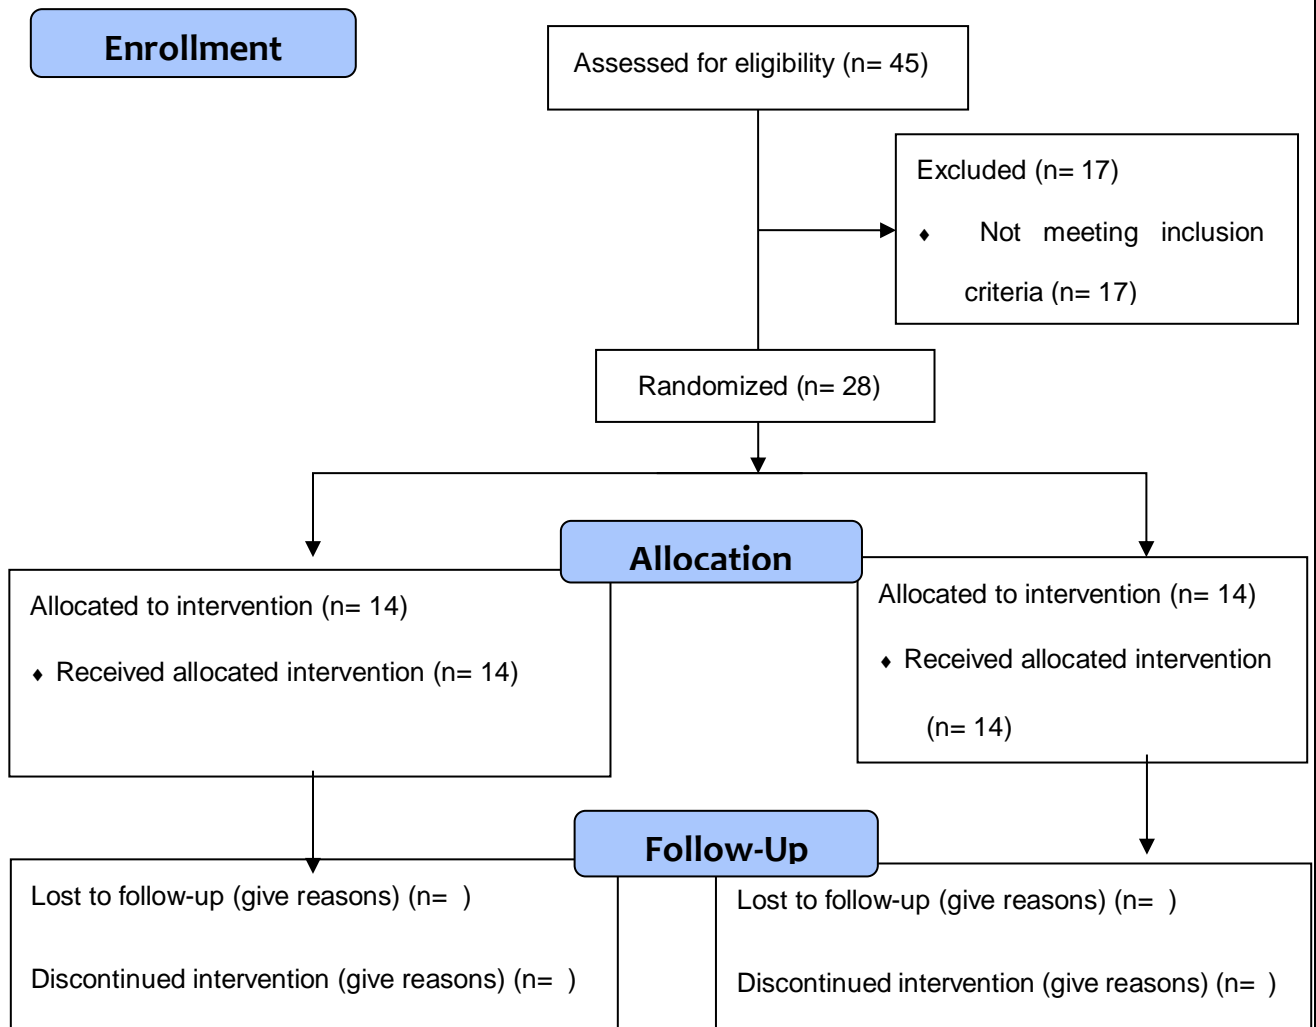 Enrollment
Assessed for eligibility (n= 45)
Excluded (n= 17)
♦ Not meeting inclusion
criteria (n= 17)
Randomized (n= 28)
Allocation
Allocated to intervention (n= 14)
♦ Received allocated intervention (n= 14)
Allocated to intervention (n= 14)
♦ Received allocated intervention
(n= 14)
Follow-Up
Lost to follow-up (give reasons) (n=  )
Discontinued intervention (give reasons) (n=  )
Lost to follow-up (give reasons) (n=  )
Discontinued intervention (give reasons) (n=  )